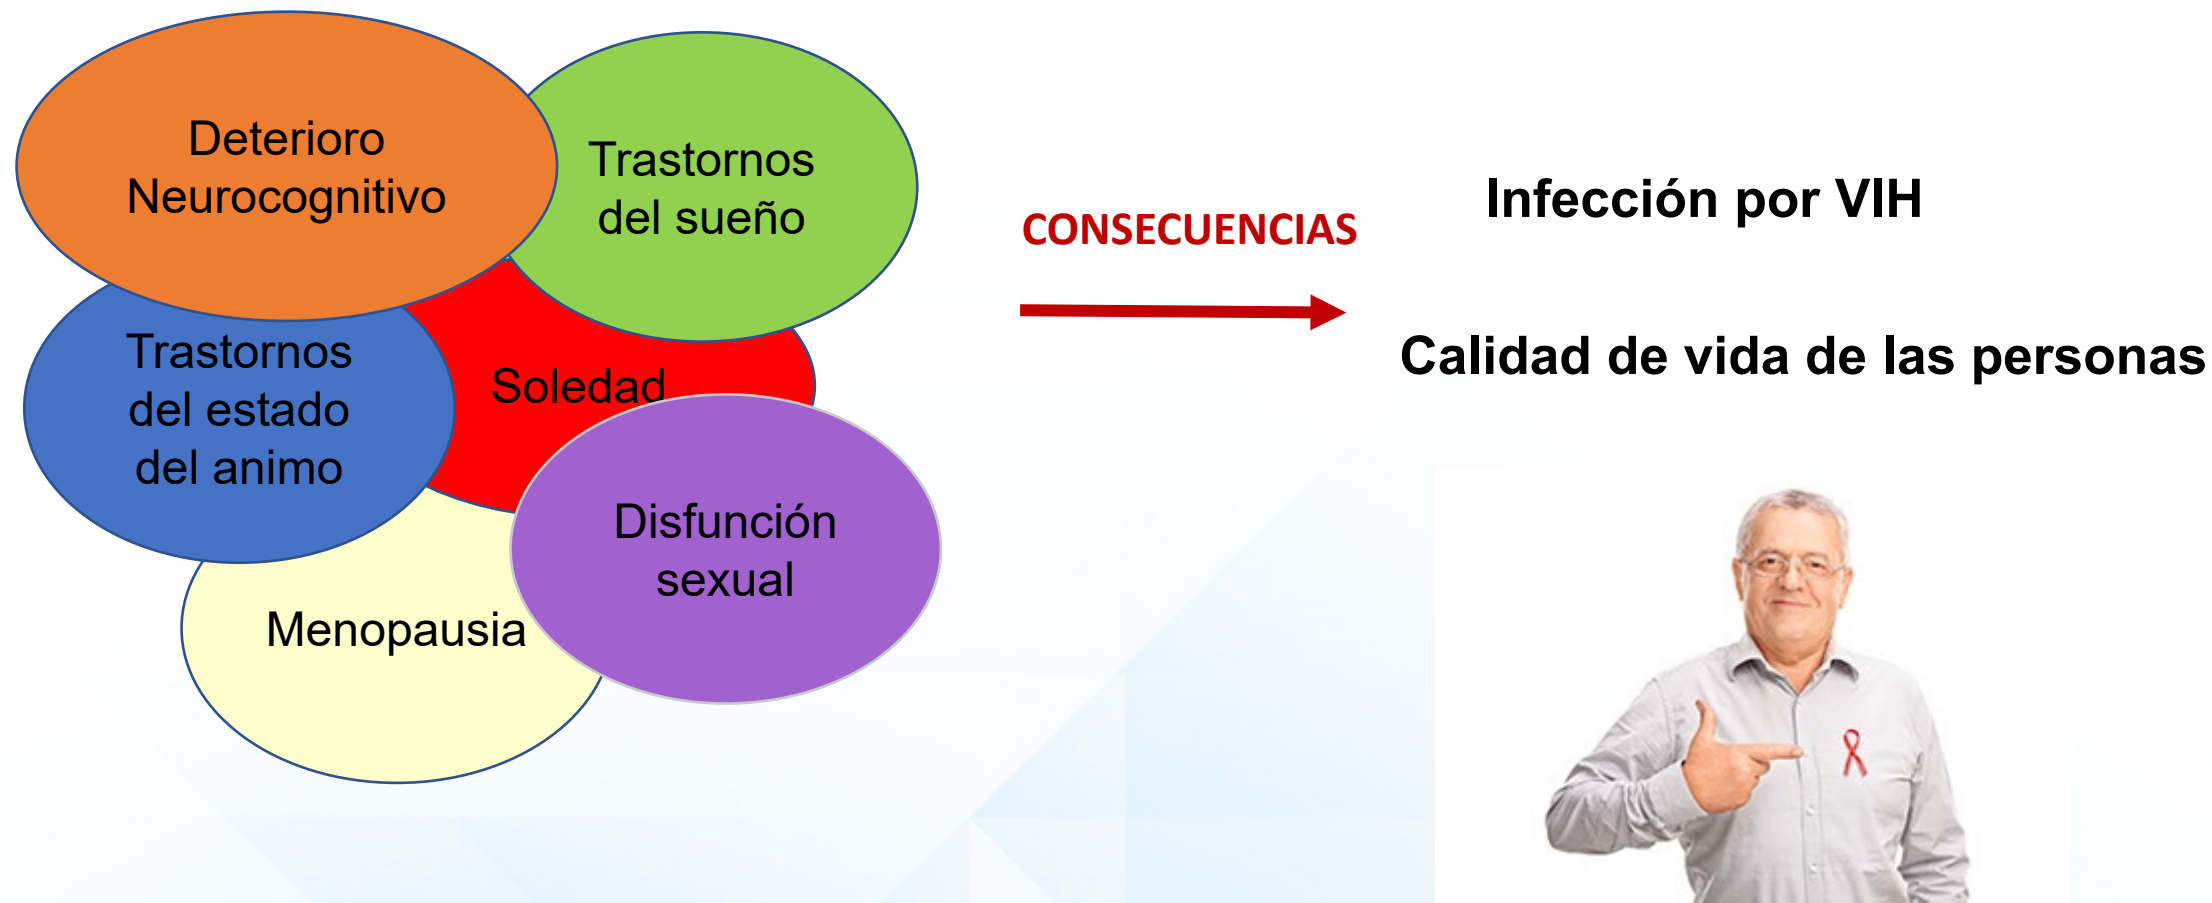 Deterioro
Neurocognitivo
Trastornos
del sueño
Trastornos
del estado
del animo
Soledad
Disfunción
sexual
Menopausia
CONSECUENCIAS
Infección por VIH
Calidad de vida de las personas